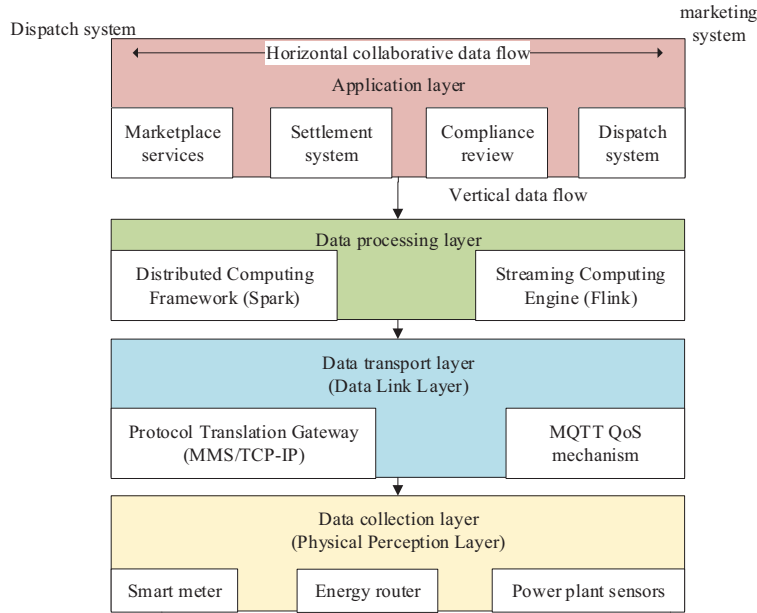 Dispatch system
marketing
system
Horizontal collaborative data flow
Application layer
Marketplace
services
Settlement
system
Compliance
review
Dispatch
system
Vertical data flow
Data processing layer
Distributed Computing
Framework (Spark)
Streaming Computing
Engine (Flink)
Data transport layer
(Data Link Layer)
Protocol Translation Gateway
(MMS/TCP-IP)
MQTT QoS
mechanism
Data collection layer
(Physical Perception Layer)
Smart meter
Energy router
Power plant sensors